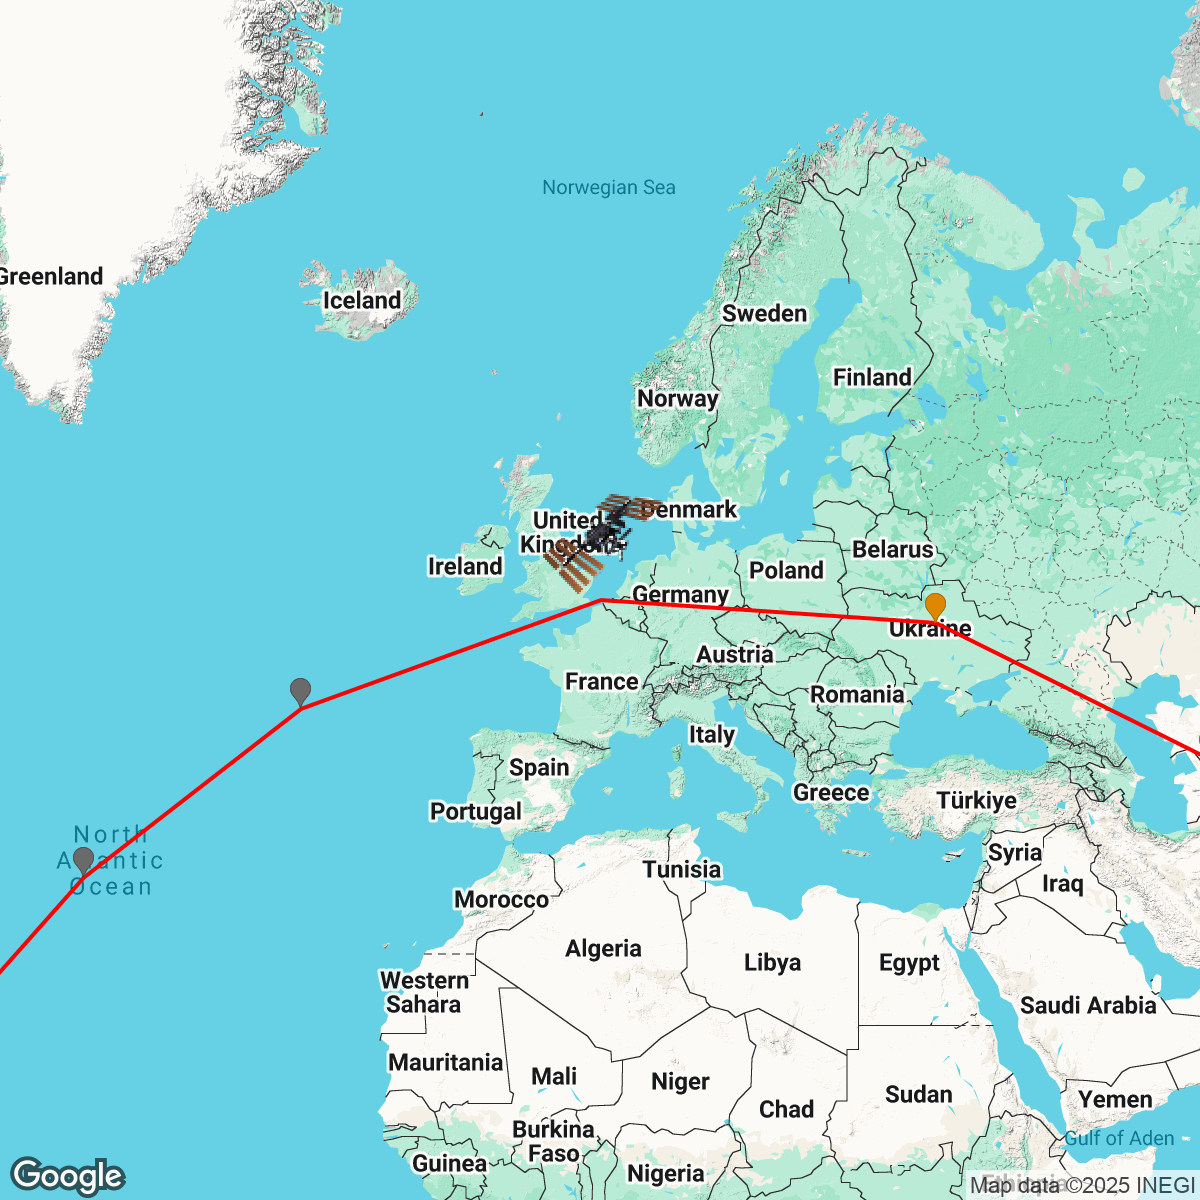 Norwegian Sea
Greenland
Iceland
Sweden
Finland
Norway
Denmark
United
Kingdom
Belarus
Ireland
Poland
Germany
Ukraine
Austria
France
Romania
Italy
Spain
Greece
Türkiye
Portugal
North
Atlantic
Ocean
Syria
Tunisia
Iraq
Morocco
Algeria
Libya
Egypt
Western
Sahara
Saudi Arabia
Mauritania
Mali
Niger
Sudan
Chad
Yemen
Burkina
Faso
Gulf of Aden
Guinea
Nigeria
Ethiopia
Google
Map data ©2025 INEGI